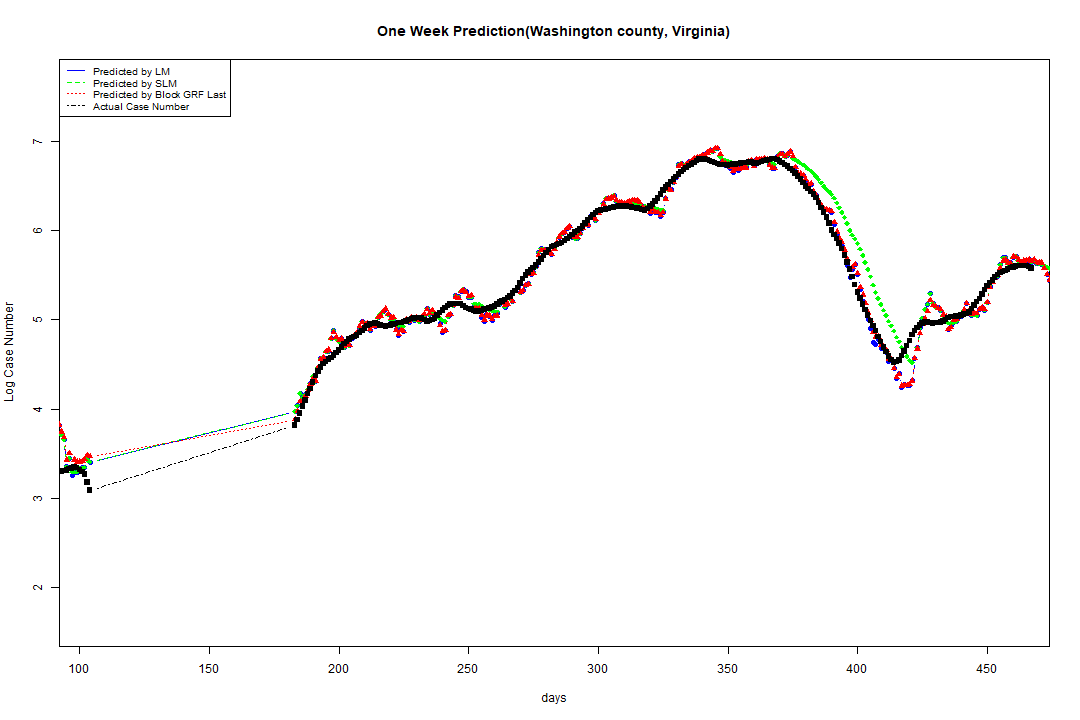 One Week Prediction(Washington county, Virginia)
Predicted by LM
Predicted by SLM
Predicted by Block GRF Last
Actual Case Number
7
6
5
4
3
2
Log Case Number
100 150 200 250 300 350 400 450
days